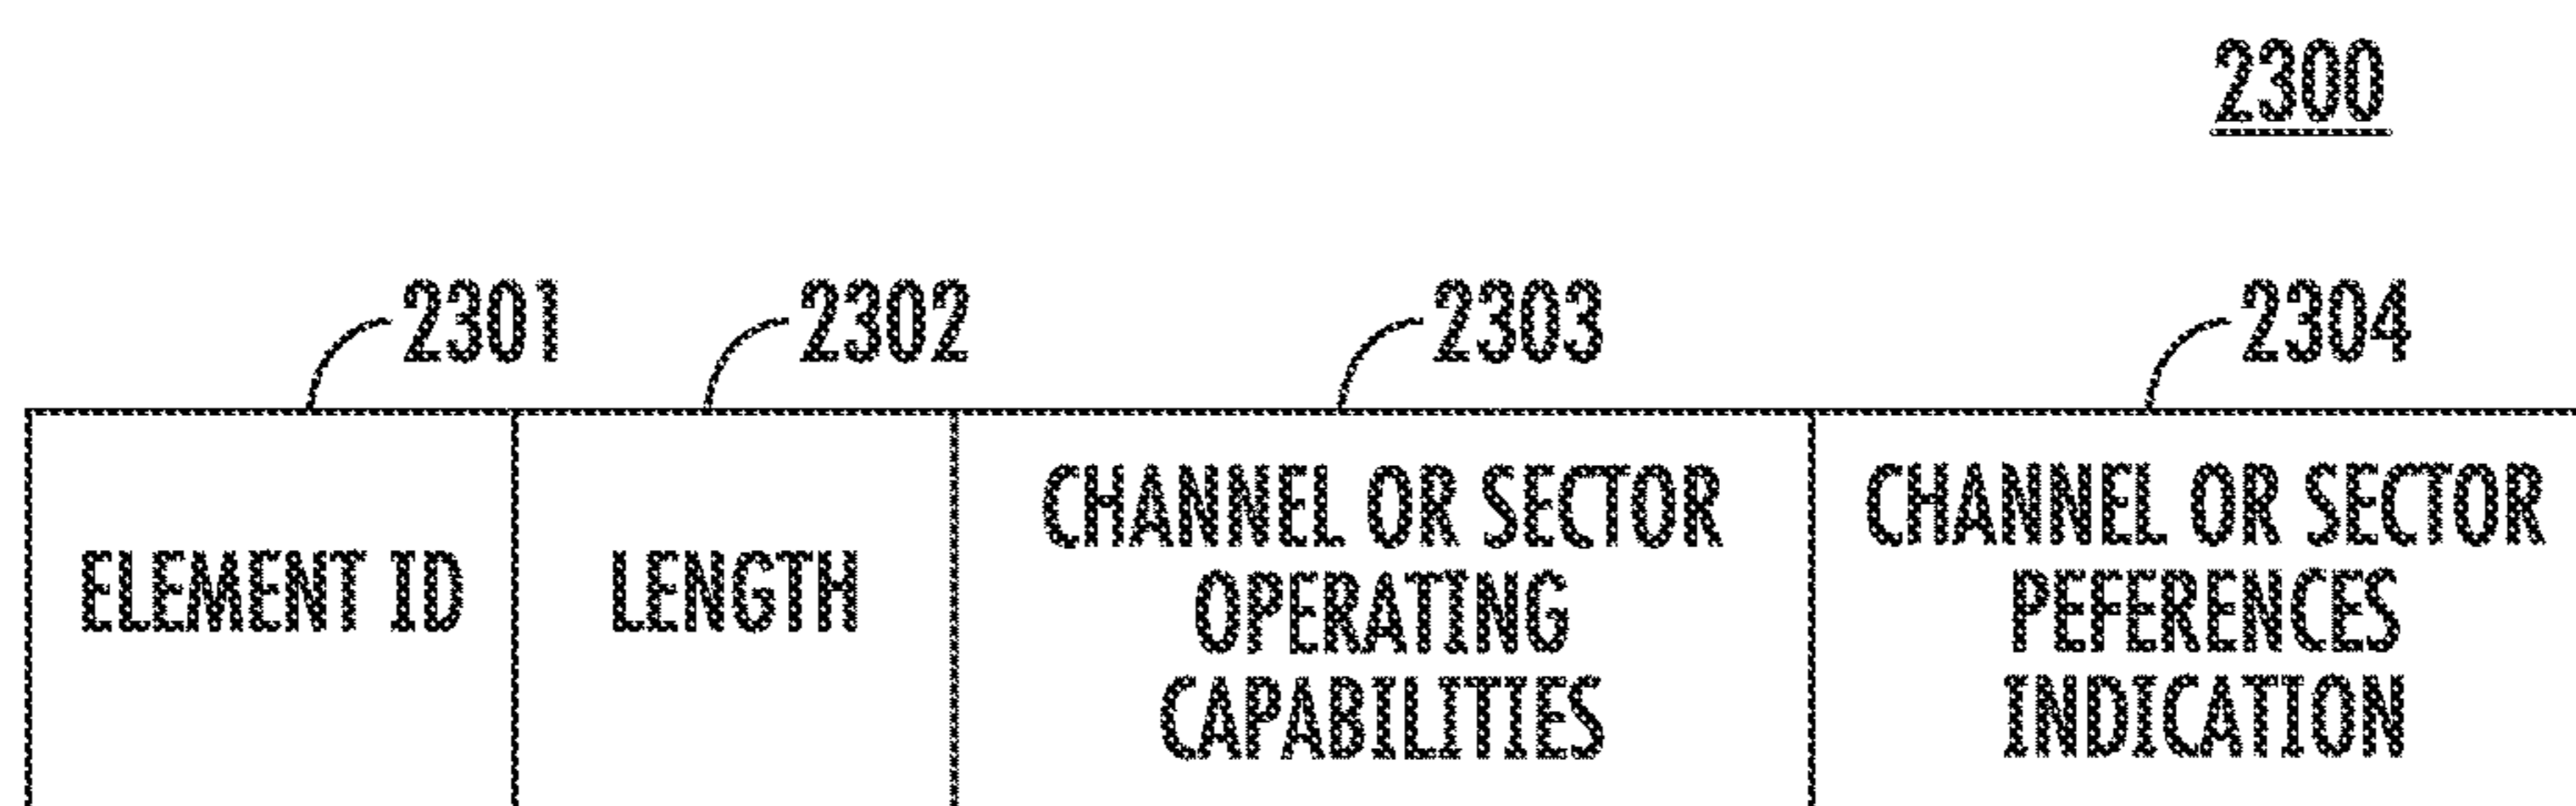 2300
2301 2302 2303 2304
ELEMENT ID
LENGTH
CHANNEL OR SECTOR
OPERATING
CAPABILITIES
CHANNEL OR SECTOR
PEFERENCES
INDICATION